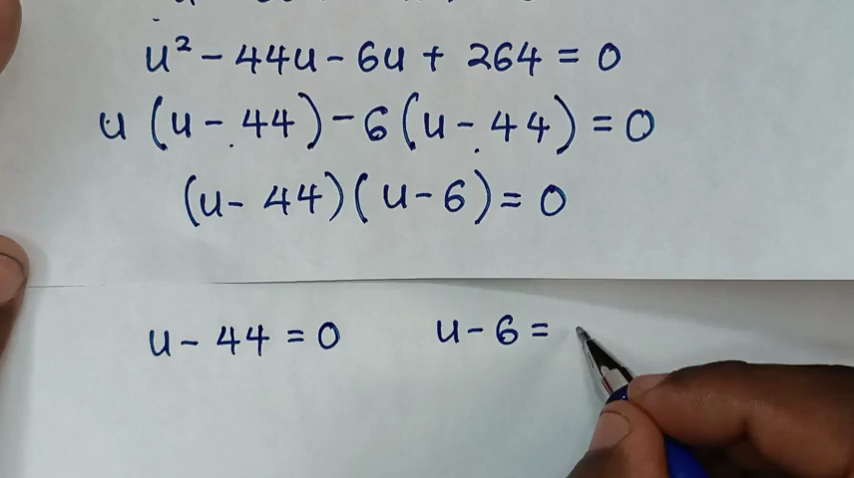 u² - 44u - 6u + 264 = 0
u (u - 44) - 6 (u - 44) = 0
(u - 44) (u - 6) = 0
u - 44 = 0 u - 6 =